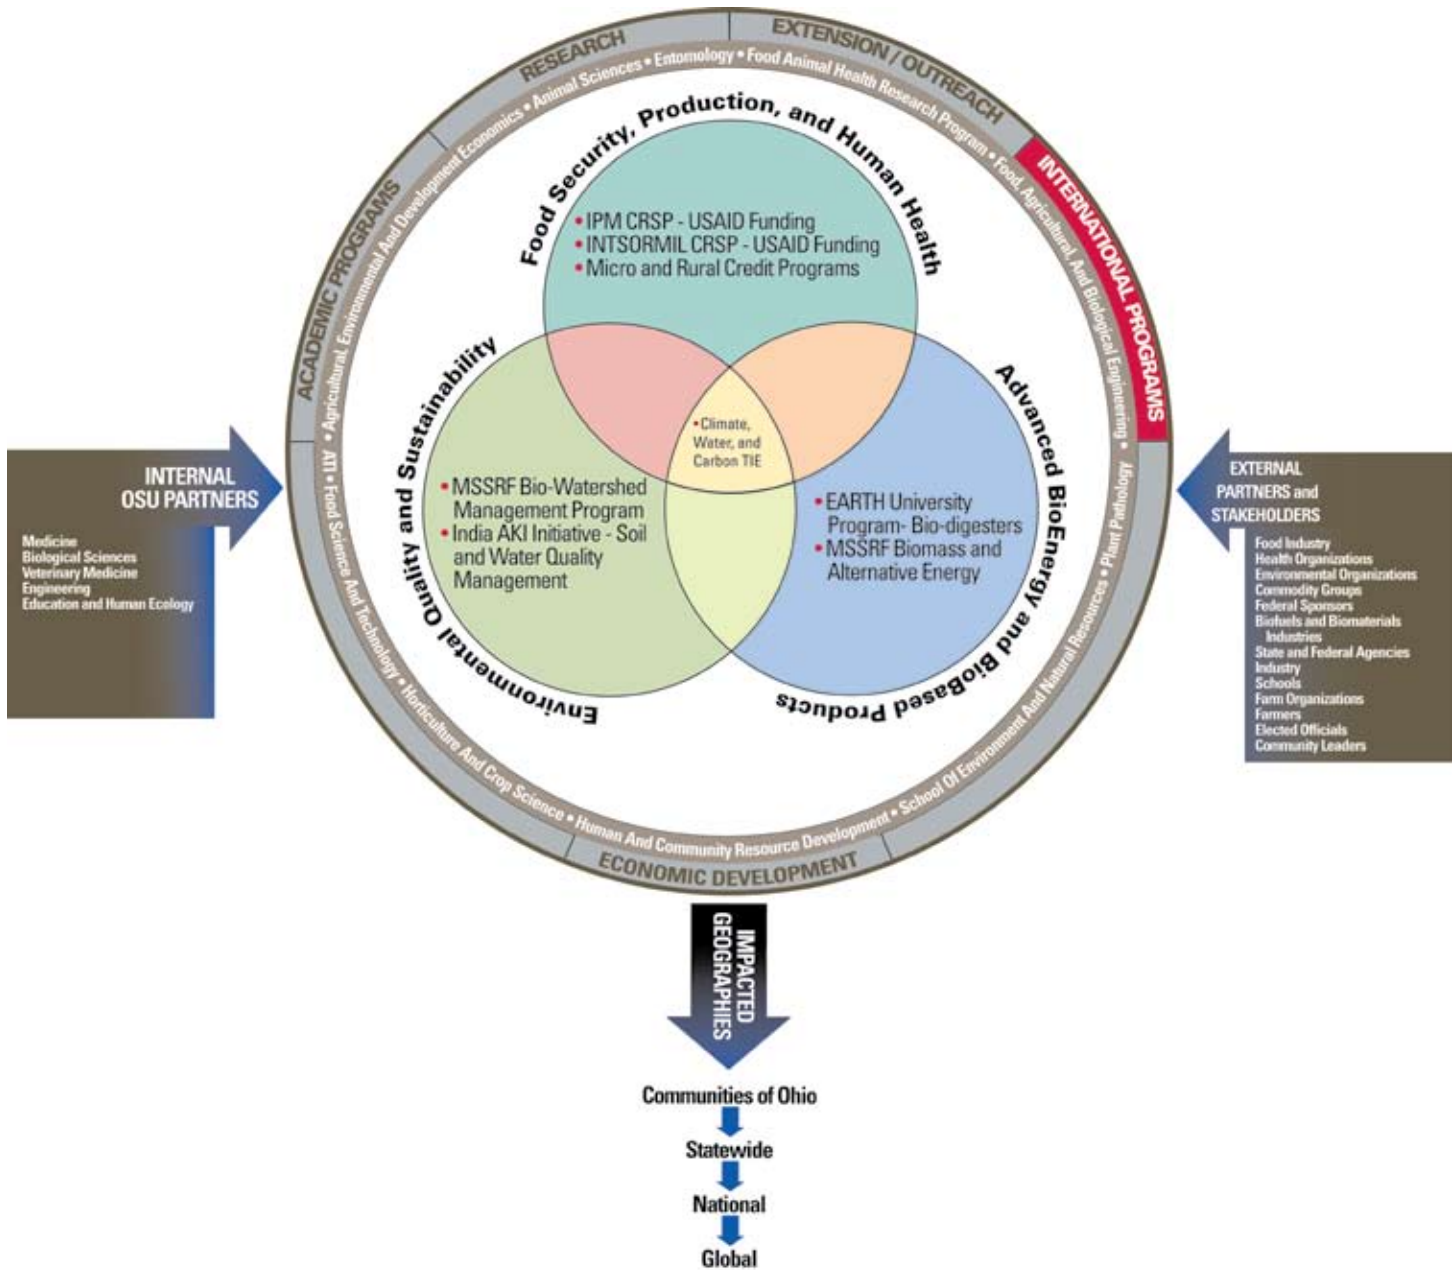 ACADEMIC PROGRAMS
RESEARCH
EXTENSION / OUTREACH
INTERNATIONAL PROGRAMS
ECONOMIC DEVELOPMENT
• ATI • Food Science And Technology • Horticulture And Crop Science • Human And Community Resource Development • School Of Environment And Natural Resources • Plant Pathology
• Agricultural, Environmental And Development Economics • Animal Sciences • Entomology • Food Animal Health Research Program • Food, Agricultural, And Biological Engineering •
Food Security, Production, and Human Health
• IPM CRSP - USAID Funding
• INTSORMIL CRSP - USAID Funding
• Micro and Rural Credit Programs
Environmental Quality and Sustainability
• MSSRF Bio-Watershed
Management Program
• India AKI Initiative - Soil
and Water Quality
Management
• Climate,
Water, and
Carbon TIE
Advanced BioEnergy and BioBased Products
• EARTH University
Program- Bio-digesters
• MSSRF Biomass and
Alternative Energy
INTERNAL
OSU PARTNERS
Medicine
Biological Sciences
Veterinary Medicine
Engineering
Education and Human Ecology
EXTERNAL
PARTNERS and
STAKEHOLDERS
Food Industry
Health Organizations
Environmental Organizations
Commodity Groups
Federal Sponsors
Biofuels and Biomaterials
Industries
State and Federal Agencies
Industry
Schools
Farm Organizations
Farmers
Elected Officials
Community Leaders
IMPACTED
GEOGRAPHIES
Communities of Ohio
Statewide
National
Global